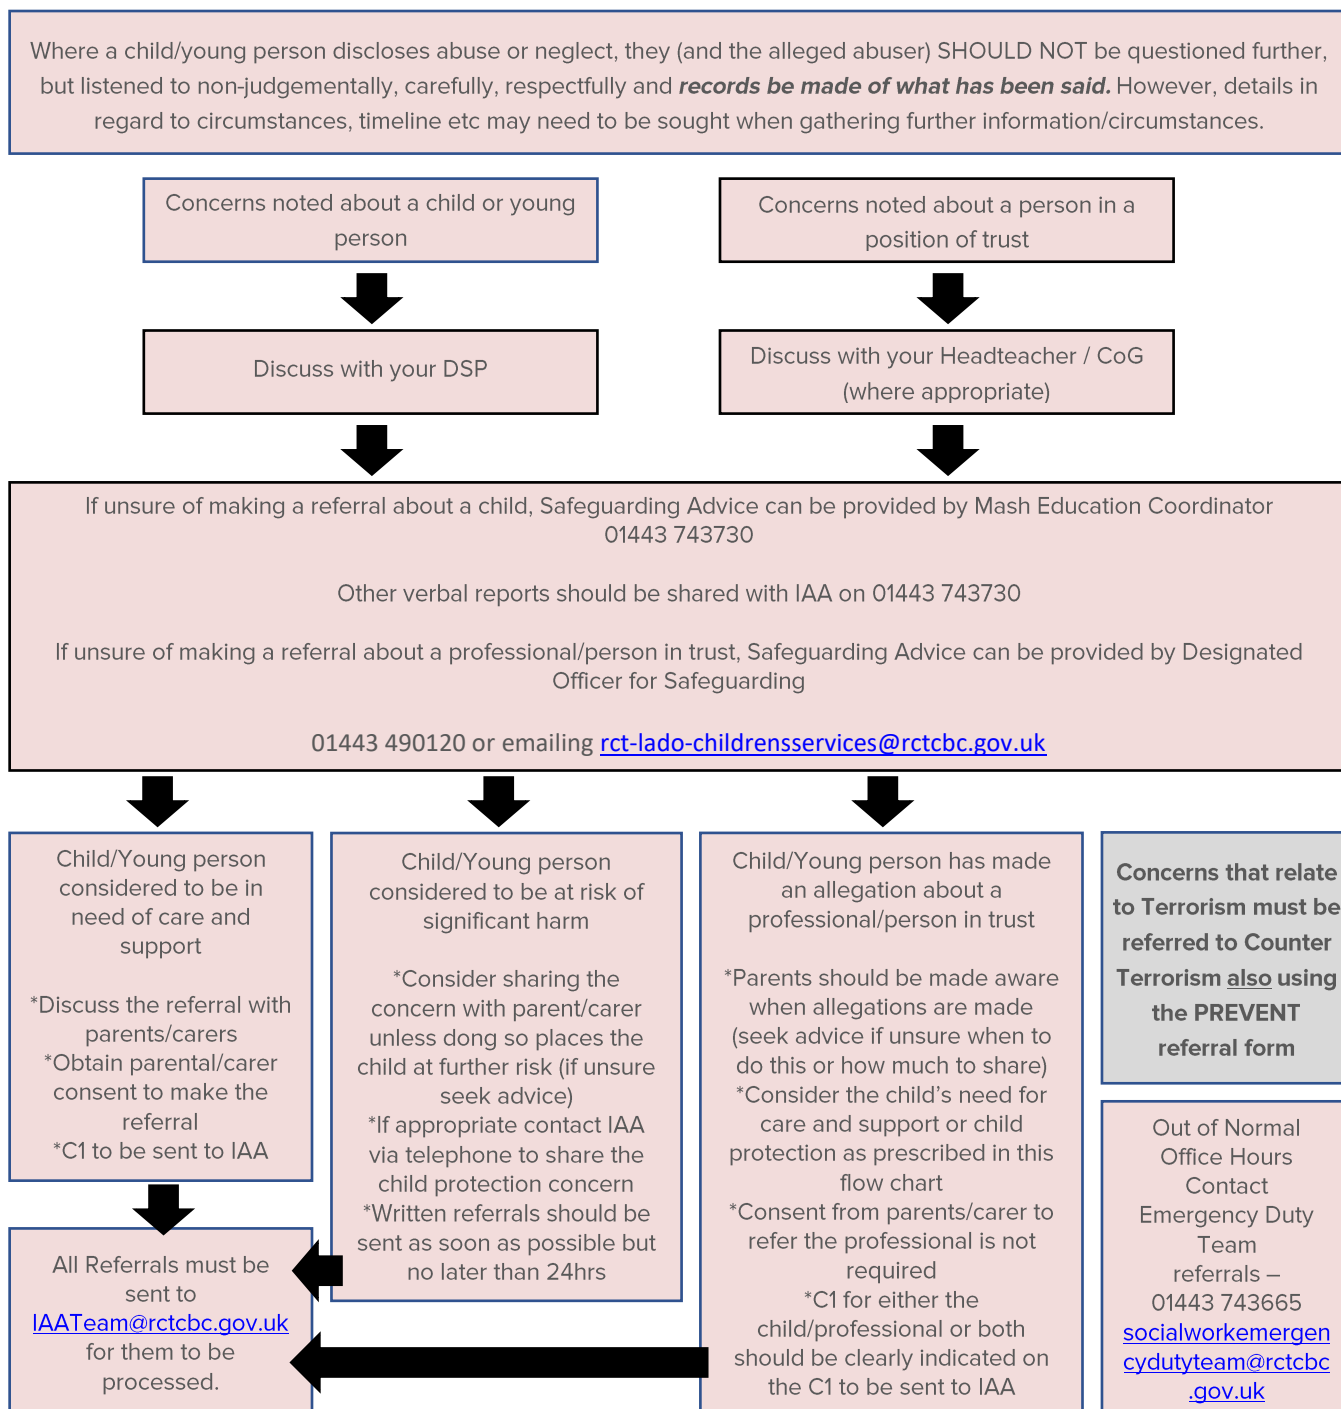 Where a child/young person discloses abuse or neglect, they (and the alleged abuser) SHOULD NOT be questioned further,
but listened to non-judgementally, carefully, respectfully and records be made of what has been said. However, details in
regard to circumstances, timeline etc may need to be sought when gathering further information/circumstances.
Concerns noted about a child or young
person
Concerns noted about a person in a
position of trust
Discuss with your DSP
Discuss with your Headteacher / CoG
(where appropriate)
If unsure of making a referral about a child, Safeguarding Advice can be provided by Mash Education Coordinator
01443 743730
Other verbal reports should be shared with IAA on 01443 743730
If unsure of making a referral about a professional/person in trust, Safeguarding Advice can be provided by Designated
Officer for Safeguarding
01443 490120 or emailing rct-lado-childrensservices@rctcbc.gov.uk
Child/Young person
considered to be in
need of care and
support
*Discuss the referral with
parents/carers
*Obtain parental/carer
consent to make the
referral
*C1 to be sent to IAA
All Referrals must be
sent to
IAATeam@rctcbc.gov.uk
for them to be
processed.
Child/Young person
considered to be at risk of
significant harm
*Consider sharing the
concern with parent/carer
unless dong so places the
child at further risk (if unsure
seek advice)
*If appropriate contact IAA
via telephone to share the
child protection concern
*Written referrals should be
sent as soon as possible but
no later than 24hrs
Child/Young person has made
an allegation about a
professional/person in trust
*Parents should be made aware
when allegations are made
(seek advice if unsure when to
do this or how much to share)
*Consider the child’s need for
care and support or child
protection as prescribed in this
flow chart
*Consent from parents/carer to
refer the professional is not
required
*C1 for either the
child/professional or both
should be clearly indicated on
the C1 to be sent to IAA
Concerns that relate
to Terrorism must be
referred to Counter
Terrorism also using
the PREVENT
referral form
Out of Normal
Office Hours
Contact
Emergency Duty
Team
referrals –
01443 743665
socialworkemergen
cydutyteam@rctcbc
.gov.uk